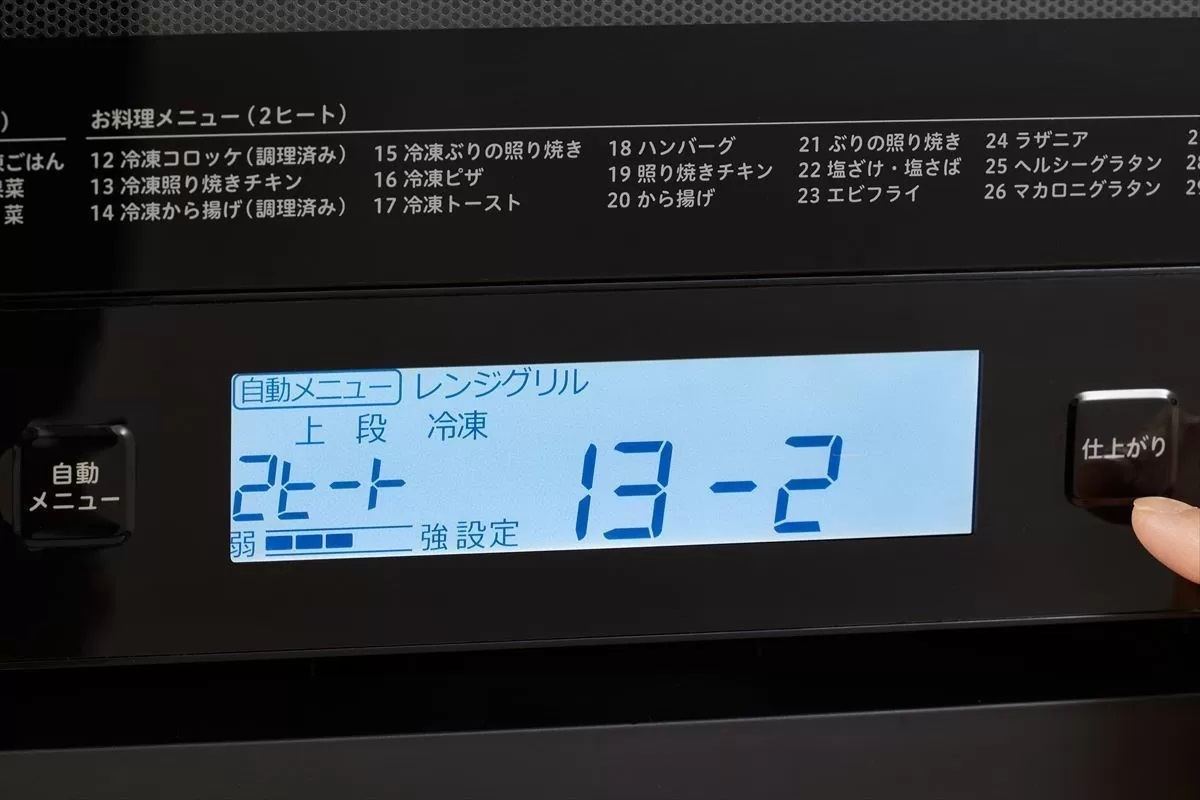 )
お料理メニュー(2ヒート)
ごはん
菜
菜
12 冷凍コロッケ(調理済み)
13 冷凍照り焼きチキン
14 冷凍から揚げ(調理済み)
15 冷凍ぶりの照り焼き
16 冷凍ピザ
17 冷凍トースト
18 ハンバーグ
19 照り焼きチキン
20 から揚げ
21 ぶりの照り焼き
22 塩ざけ・塩さば
23 エビフライ
24 ラザニア
25 ヘルシーグラタン
26 マカロニグラタン
自動メニュー レンジグリル
上段 冷凍
2ヒート 13-2
弱 強 設定
自動
メニュー
仕上がり